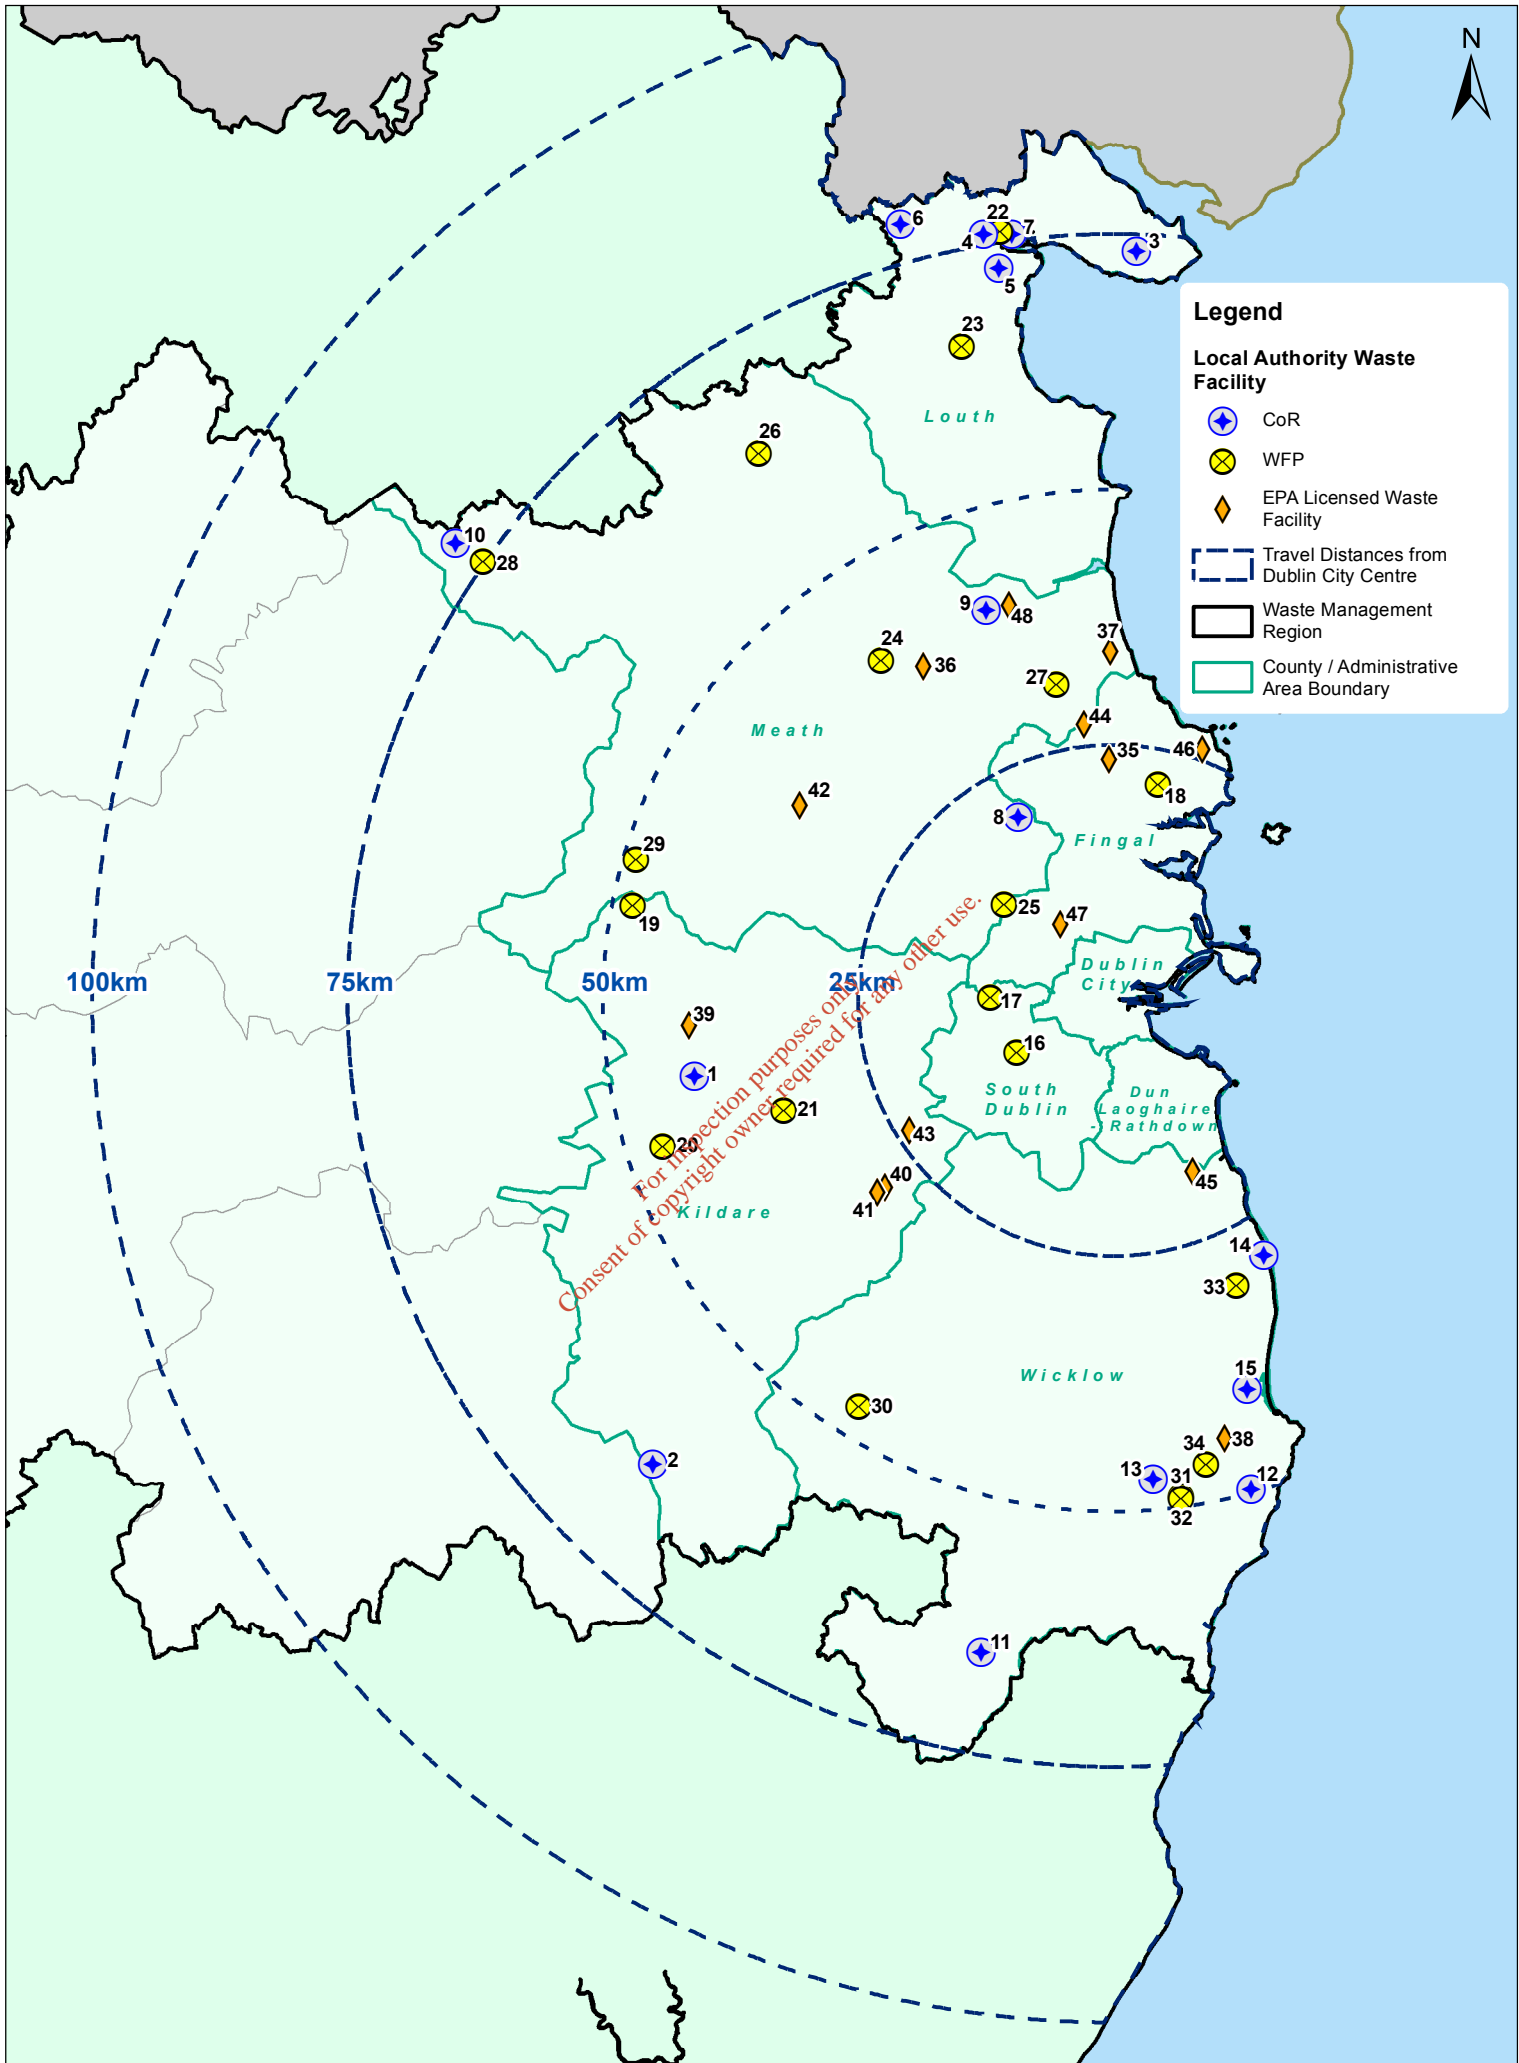 N
6
22
7
4
3
5
23
Legend
Local Authority Waste
Facility
CoR
WFP
EPA Licensed Waste
Facility
Travel Distances from
Dublin City Centre
Waste Management
Region
County / Administrative
Area Boundary
Louth
26
10
28
9
48
24
36
37
27
Meath
44
35
46
42
18
8
Fingal
29
19
25
47
Dublin
City
100km
75km
50km
25km
17
39
16
1
South
Dublin
Dun
Laoghaire
- Rathdown
21
43
20
40
41
45
Kildare
For inspection purposes only.
Consent of copyright owner required for any other use.
14
33
Wicklow
15
30
38
34
2
13
31
12
32
11